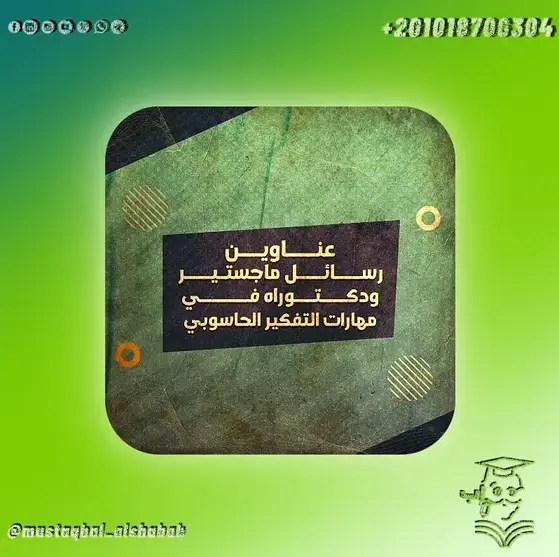 +201018706304
عناوين
رسائل ماجستير
ودكتوراه في
مهارات التفكير الحاسوبي
@mustaqbal_alshabab